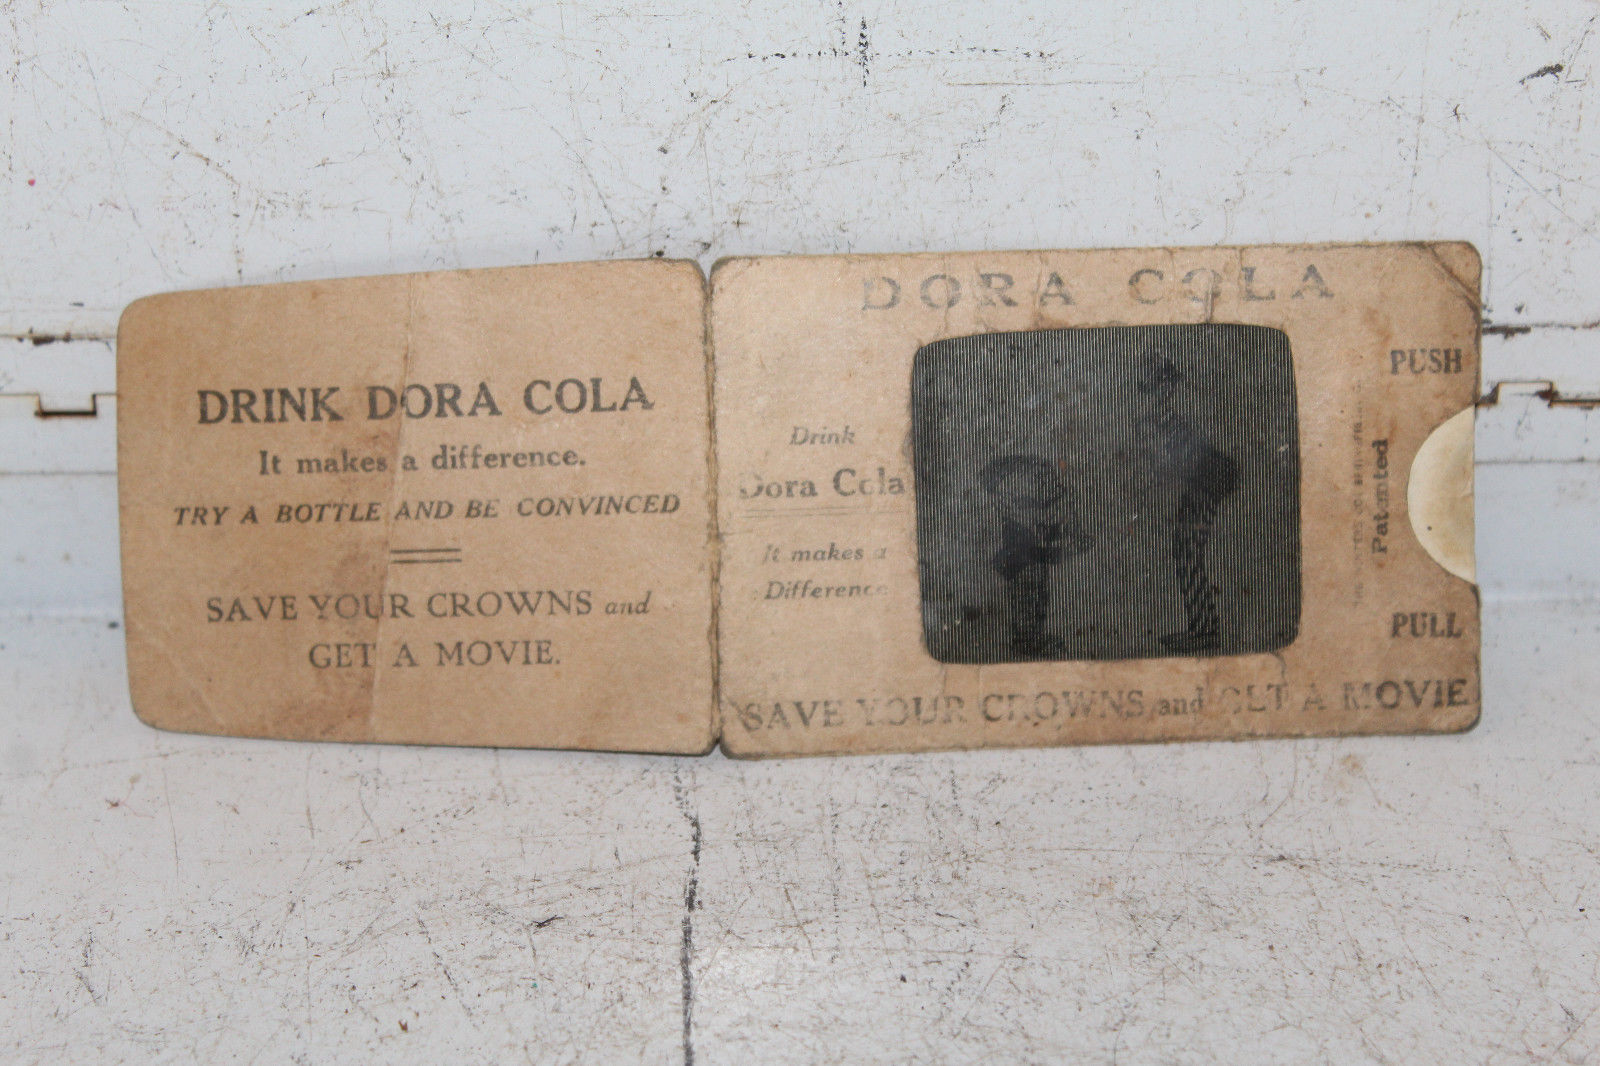 DRINK DORA COLA
It makes a difference.
TRY A BOTTLE AND BE CONVINCED
SAVE YOUR CROWNS and
GET A MOVIE.
DORA COLA
Drink
Dora Cola
It makes a
Difference
PUSH
Patented
PULL
SAVE YOUR CROWNS and GET A MOVIE